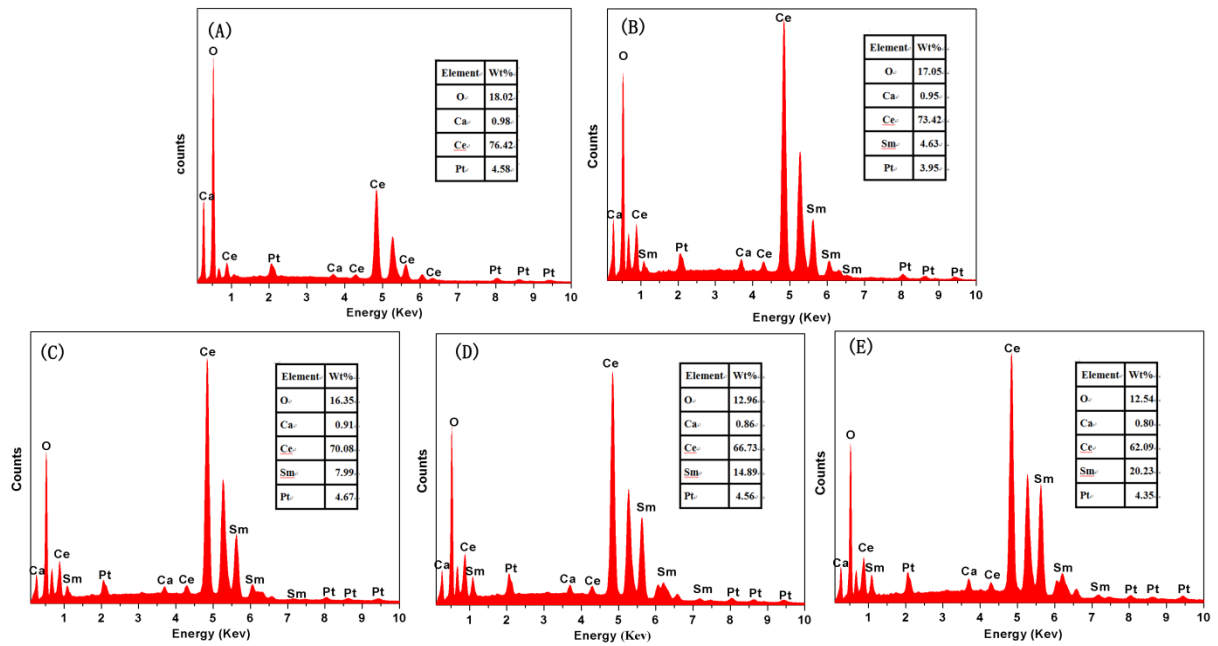 (A)
O
Ca
Ce
Pt
Ca
Ce
Ce
Ce
Ce
Pt
Pt
Pt
Element Wt%
O 18.02
Ca 0.98
Ce 76.42
Pt 4.58
counts
1 2 3 4 5 6 7 8 9 10
Energy (Kev)
(B)
O
Ca
Ce
Sm
Pt
Ca
Ce
Ce
Sm
Sm
Sm
Pt
Pt
Pt
Element Wt%
O 17.05
Ca 0.95
Ce 73.42
Sm 4.63
Pt 3.95
Counts
1 2 3 4 5 6 7 8 9 10
Energy (Kev)
(C)
O
Ca
Ce
Sm
Pt
Ca
Ce
Ce
Sm
Sm
Sm
Pt
Pt
Pt
Element Wt%
O 16.35
Ca 0.91
Ce 70.08
Sm 7.99
Pt 4.67
Counts
1 2 3 4 5 6 7 8 9 10
Energy (Kev)
(D)
O
Ca
Ce
Sm
Pt
Ca
Ce
Ce
Sm
Sm
Sm
Pt
Pt
Pt
Element Wt%
O 12.96
Ca 0.86
Ce 66.73
Sm 14.89
Pt 4.56
Counts
1 2 3 4 5 6 7 8 9 10
Energy (Kev)
(E)
O
Ca
Ce
Sm
Pt
Ca
Ce
Ce
Sm
Sm
Sm
Pt
Pt
Pt
Element Wt%
O 12.54
Ca 0.80
Ce 62.09
Sm 20.23
Pt 4.35
Counts
1 2 3 4 5 6 7 8 9 10
Energy (Kev)